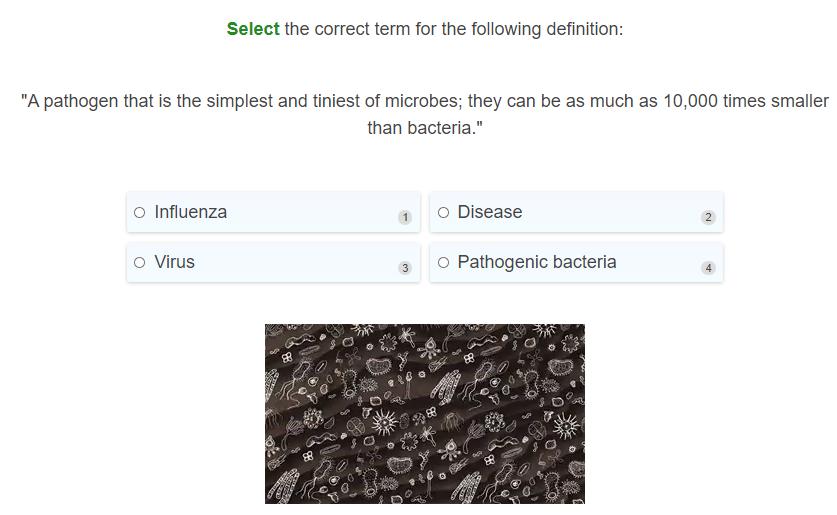 Select the correct term for the following definition:
"A pathogen that is the simplest and tiniest of microbes; they can be as much as 10,000 times smaller
than bacteria."
Influenza 1
Disease 2
Virus 3
Pathogenic bacteria 4